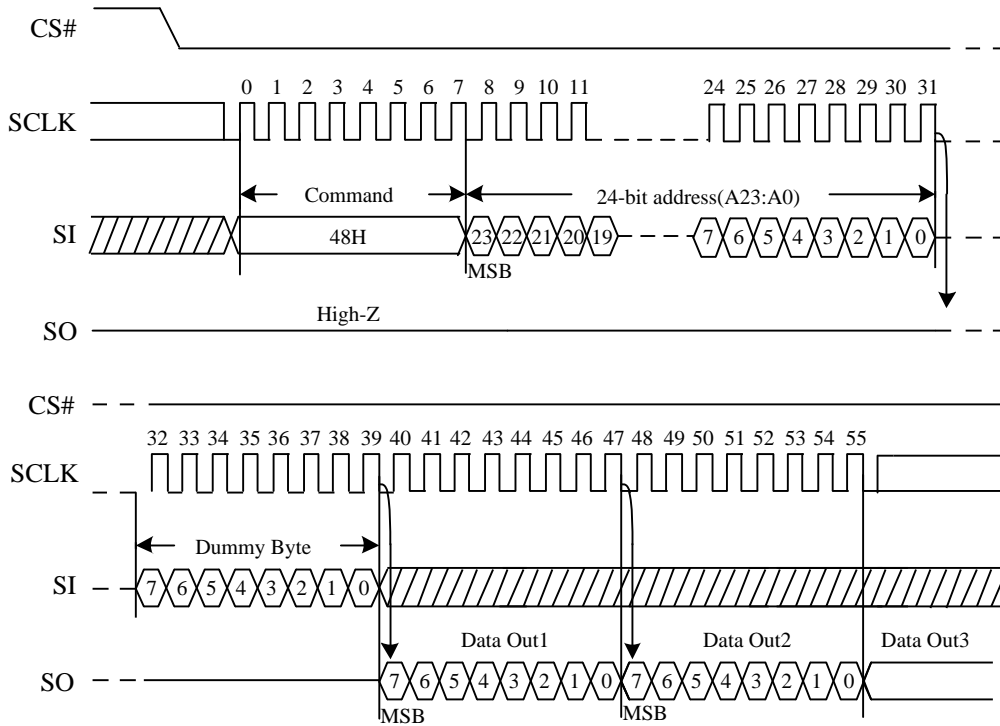 CS#
0 1 2 3 4 5 6 7 8 9 10 11 24 25 26 27 28 29 30 31
SCLK
Command 24-bit address(A23:A0)
SI 48H 23 22 21 20 19 7 6 5 4 3 2 1 0
MSB
High-Z
SO
CS#
32 33 34 35 36 37 38 39 40 41 42 43 44 45 46 47 48 49 50 51 52 53 54 55
SCLK
Dummy Byte
SI 7 6 5 4 3 2 1 0
Data Out1 Data Out2 Data Out3
SO 7 6 5 4 3 2 1 0 7 6 5 4 3 2 1 0
MSB MSB